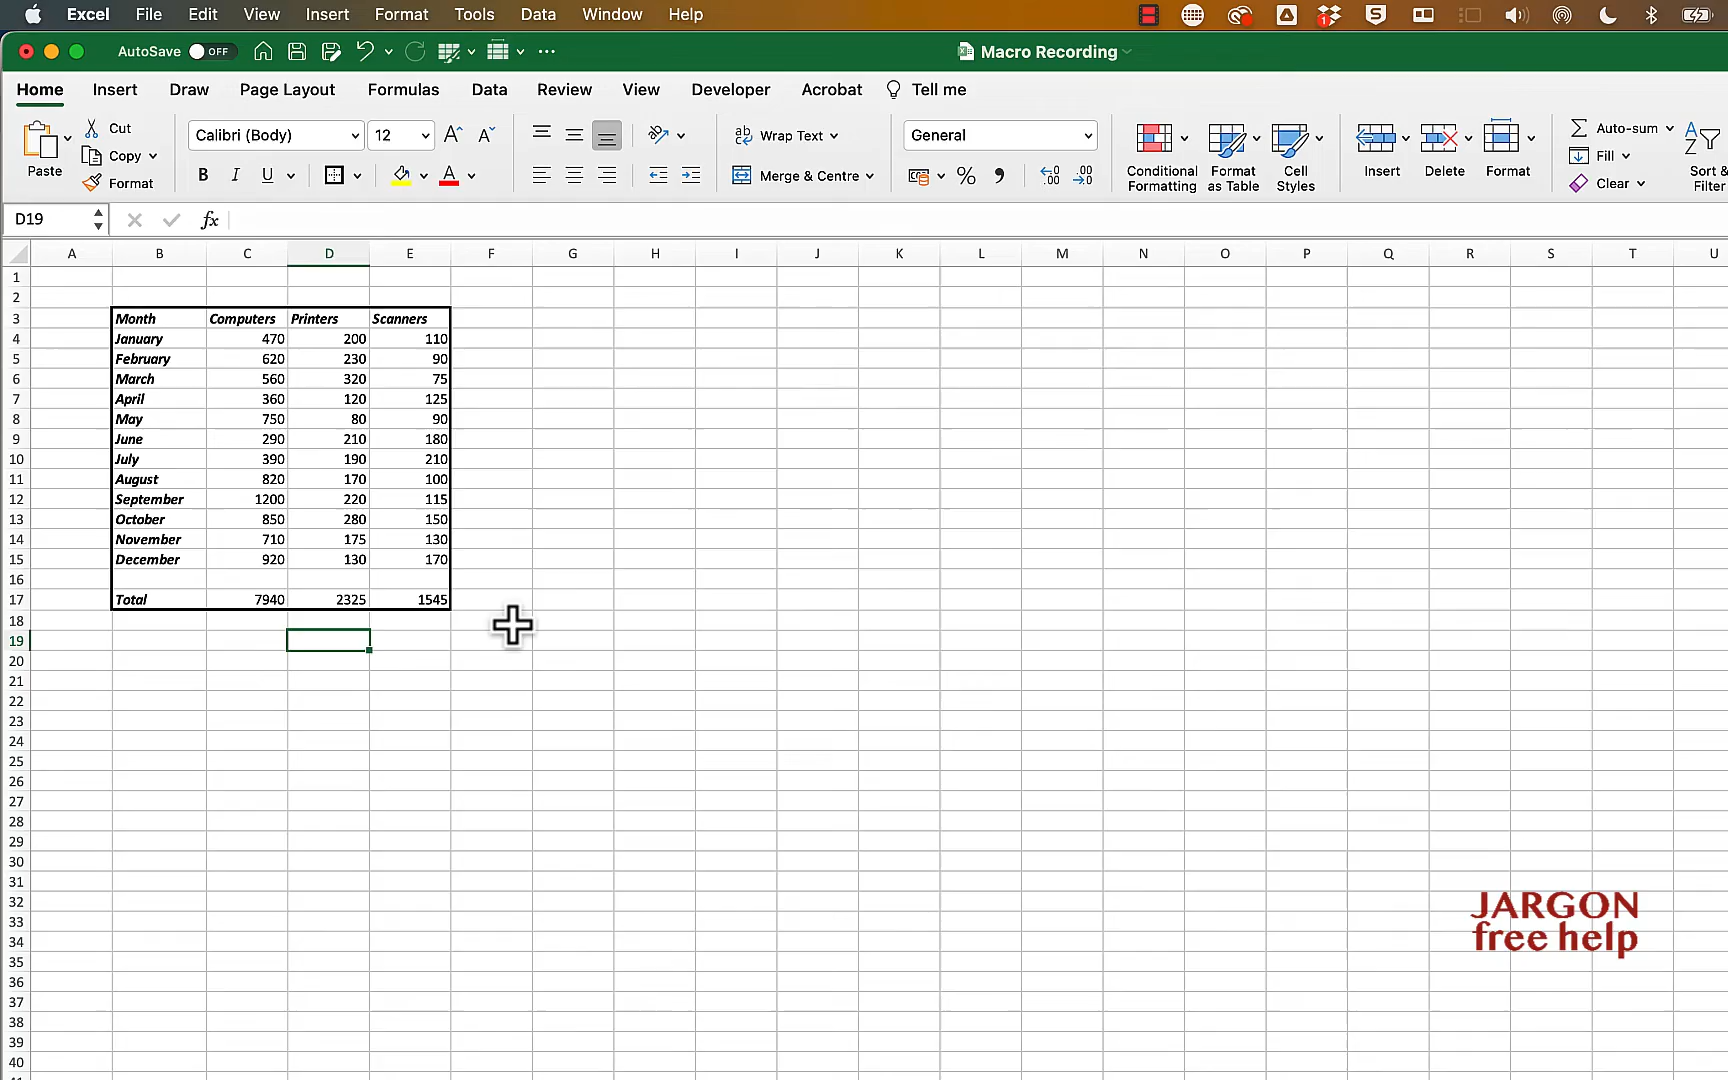 Excel File Edit View Insert Format Tools Data Window Help
AutoSave OFF Macro Recording
Home Insert Draw Page Layout Formulas Data Review View Developer Acrobat Tell me
Paste Cut Copy Format
Calibri (Body) 12
B I U A
Wrap Text
Merge & Centre
General
Conditional Formatting
Format as Table
Cell Styles
Insert Delete Format
Auto-sum
Fill
Clear
Sort & Filter
D19 fx
A B C D E F G H I J K L M N O P Q R S T U
1
2
3 Month Computers Printers Scanners
4 January 470 200 110
5 February 620 230 90
6 March 560 320 75
7 April 360 120 125
8 May 750 80 90
9 June 290 210 180
10 July 390 190 210
11 August 820 170 100
12 September 1200 220 115
13 October 850 280 150
14 November 710 175 130
15 December 920 130 170
16
17 Total 7940 2325 1545
18
19
20
21
22
23
24
25
26
27
28
29
30
31
32
33
34
35
36
37
38
39
40
JARGON
free help